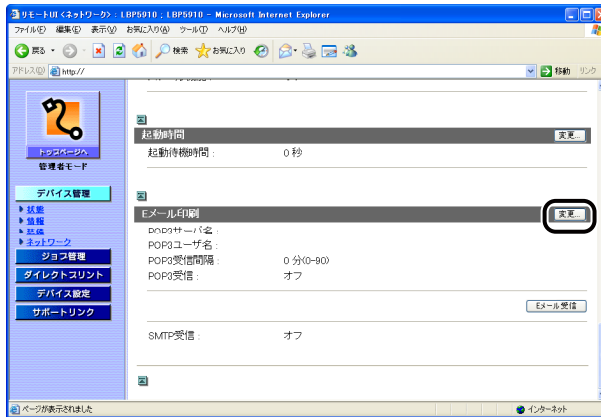 リモートUI <ネットワーク> : LBP5910 ; LBP5910 - Microsoft Internet Explorer
ファイル(F) 編集(E) 表示(V) お気に入り(A) ツール(T) ヘルプ(H)
戻る 検索 お気に入り
アドレス(D) http:// 移動 リンク
トップページへ
管理者モード
デバイス管理
状態
情報
装備
ネットワーク
ジョブ管理
ダイレクトプリント
デバイス設定
サポートリンク
起動時間 変更...
起動待機時間 : 0 秒
Eメール印刷 変更...
POP3サーバ名 :
POP3ユーザ名 :
POP3受信間隔 : 0 分(0-90)
POP3受信 : オフ
Eメール受信
SMTP受信 : オフ
ページが表示されました インターネット